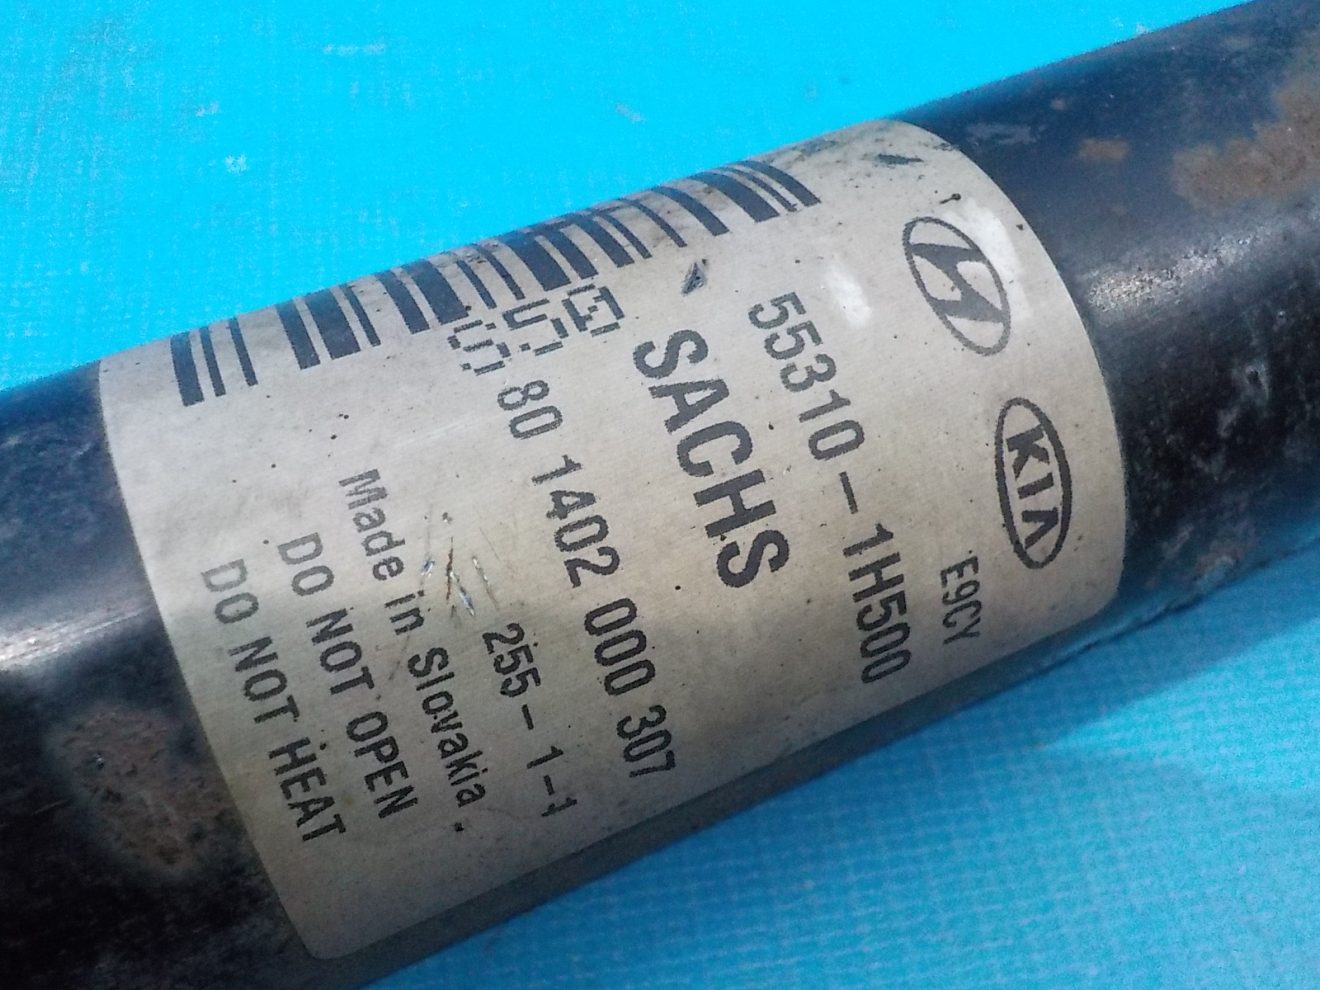 KIA
E9CY
55310-1H500
SACHS
ESS
80 1402 000 307
255-1-1
Made in Slovakia.
DO NOT OPEN
DO NOT HEAT